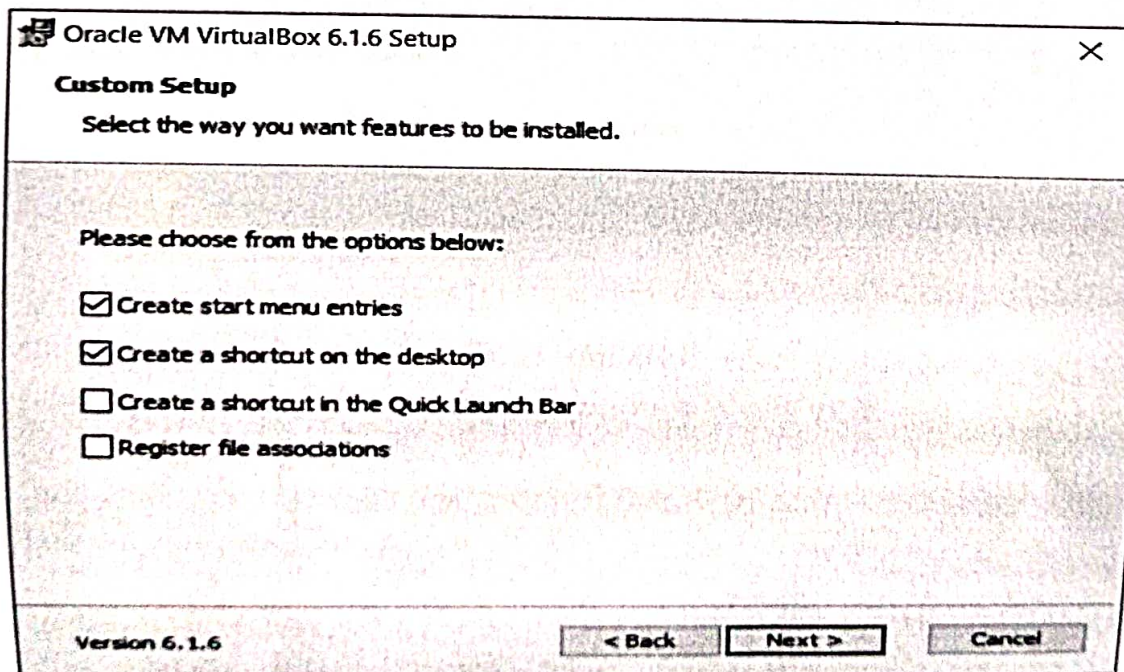 Oracle VM VirtualBox 6.1.6 Setup
Custom Setup
Select the way you want features to be installed.
Please choose from the options below:
Create start menu entries
Create a shortcut on the desktop
Create a shortcut in the Quick Launch Bar
Register file associations
Version 6.1.6
< Back
Next >
Cancel